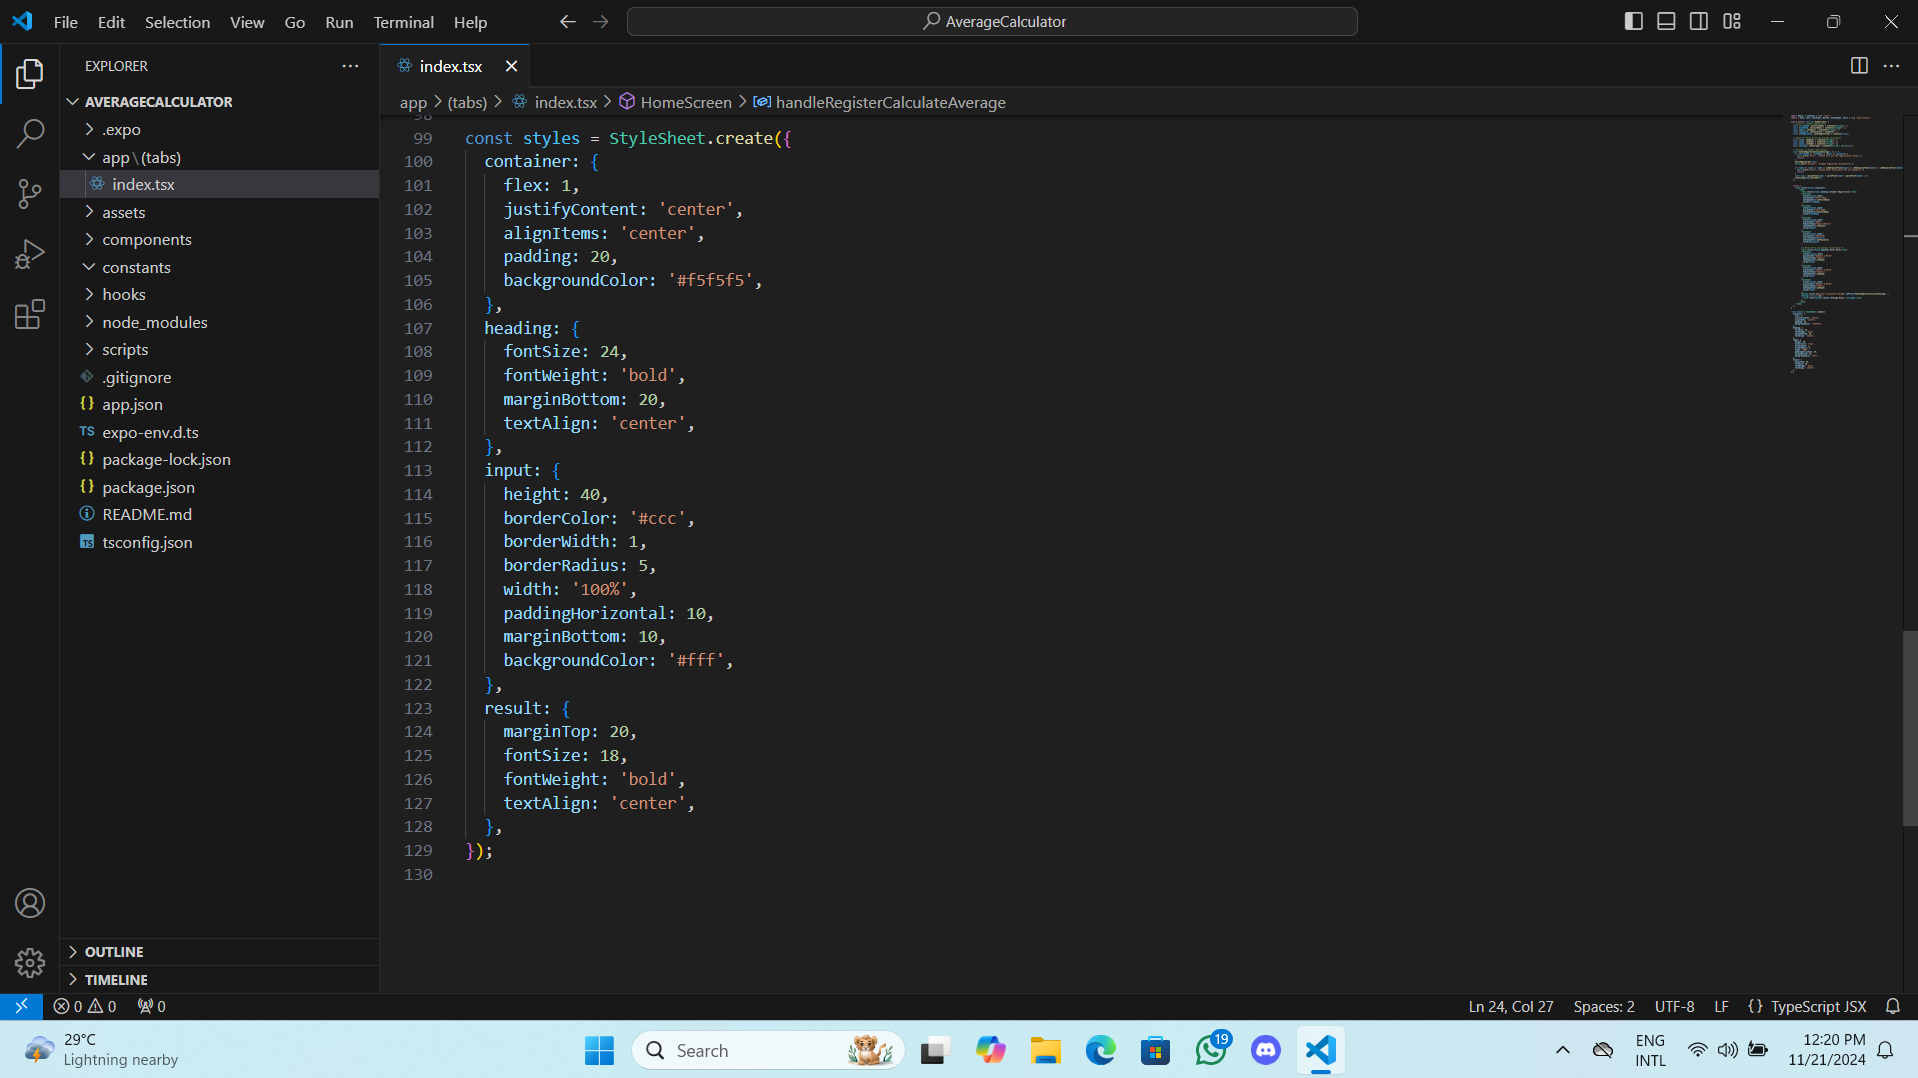 File Edit Selection View Go Run Terminal Help
AverageCalculator
EXPLORER
AVERAGECALCULATOR
.expo
app\(tabs)
index.tsx
assets
components
constants
hooks
node_modules
scripts
.gitignore
{} app.json
TS expo-env.d.ts
{} package-lock.json
{} package.json
README.md
TS tsconfig.json
OUTLINE
TIMELINE
index.tsx
app > (tabs) > index.tsx > HomeScreen > handleRegisterCalculateAverage
98
99 const styles = StyleSheet.create({
100 container: {
101 flex: 1,
102 justifyContent: 'center',
103 alignItems: 'center',
104 padding: 20,
105 backgroundColor: '#f5f5f5',
106 },
107 heading: {
108 fontSize: 24,
109 fontWeight: 'bold',
110 marginBottom: 20,
111 textAlign: 'center',
112 },
113 input: {
114 height: 40,
115 borderColor: '#ccc',
116 borderWidth: 1,
117 borderRadius: 5,
118 width: '100%',
119 paddingHorizontal: 10,
120 marginBottom: 10,
121 backgroundColor: '#fff',
122 },
123 result: {
124 marginTop: 20,
125 fontSize: 18,
126 fontWeight: 'bold',
127 textAlign: 'center',
128 },
129 });
130
0 0 0
Ln 24, Col 27 Spaces: 2 UTF-8 LF {} TypeScript JSX
29°C
Lightning nearby
Search
19
ENG
INTL
12:20 PM
11/21/2024